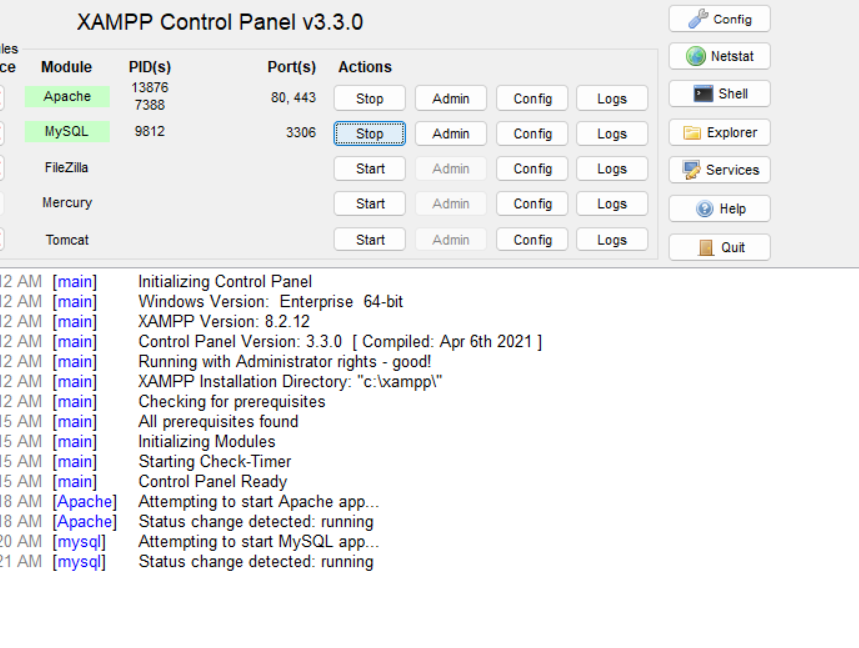 XAMPP Control Panel v3.3.0
Config
Netstat
Shell
Explorer
Services
Help
Quit
Module PID(s) Port(s) Actions
Apache 13876 7388 80, 443 Stop Admin Config Logs
MySQL 9812 3306 Stop Admin Config Logs
FileZilla Start Admin Config Logs
Mercury Start Admin Config Logs
Tomcat Start Admin Config Logs
12 AM [main] Initializing Control Panel
12 AM [main] Windows Version: Enterprise 64-bit
12 AM [main] XAMPP Version: 8.2.12
12 AM [main] Control Panel Version: 3.3.0 [ Compiled: Apr 6th 2021 ]
12 AM [main] Running with Administrator rights - good!
12 AM [main] XAMPP Installation Directory: "c:\xampp\"
12 AM [main] Checking for prerequisites
15 AM [main] All prerequisites found
15 AM [main] Initializing Modules
15 AM [main] Starting Check-Timer
15 AM [main] Control Panel Ready
18 AM [Apache] Attempting to start Apache app...
18 AM [Apache] Status change detected: running
20 AM [mysql] Attempting to start MySQL app...
21 AM [mysql] Status change detected: running